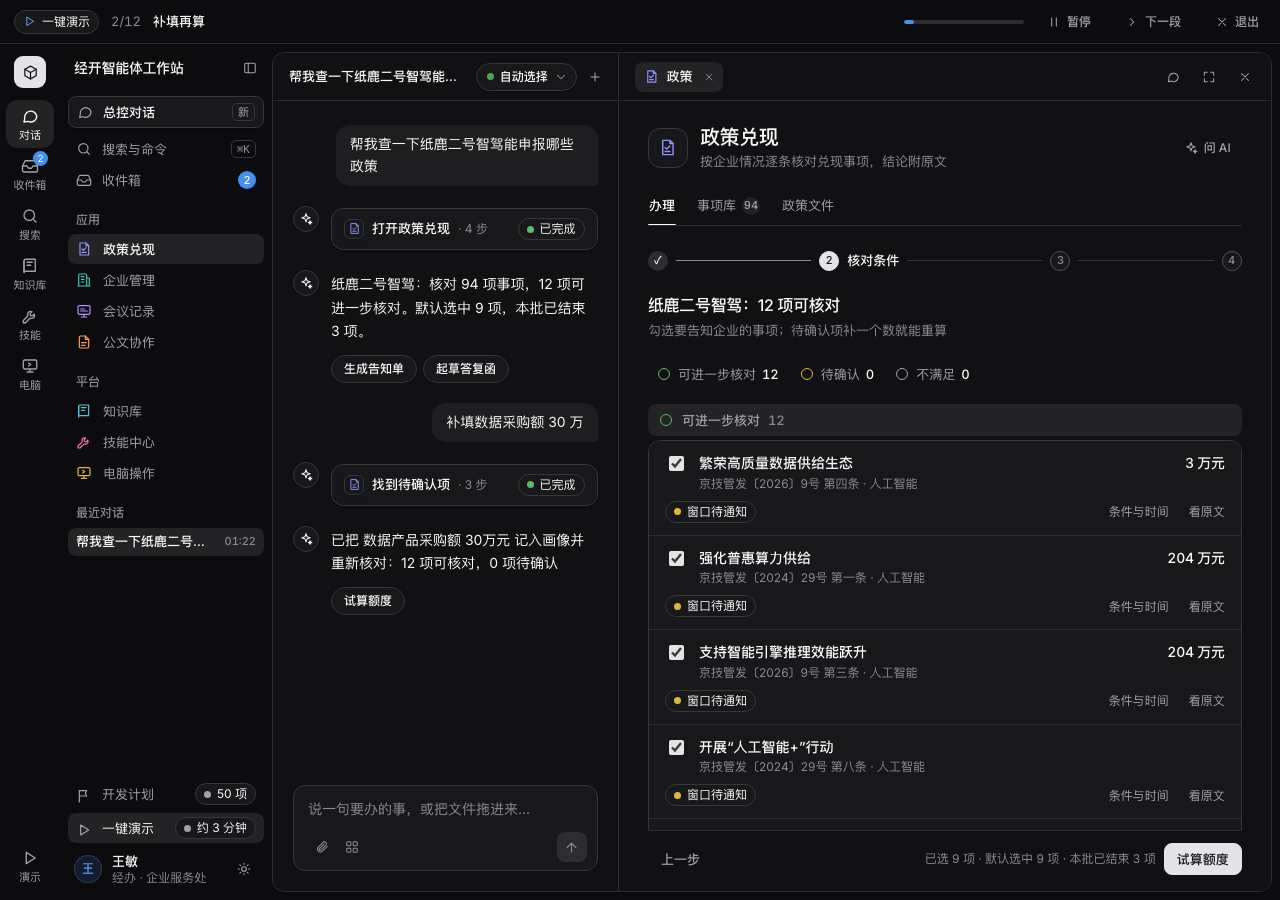 一键演示
2/12
补填再算
暂停
下一段
退出
对话
2
收件箱
搜索
知识库
技能
电脑
演示
经开智能体工作站
总控对话
新
搜索与命令
⌘K
收件箱
2
应用
政策兑现
企业管理
会议记录
公文协作
平台
知识库
技能中心
电脑操作
最近对话
帮我查一下纸鹿二号...
01:22
开发计划
50 项
一键演示
约 3 分钟
王
王敏
经办 · 企业服务处
帮我查一下纸鹿二号智驾能...
自动选择
帮我查一下纸鹿二号智驾能申报哪些
政策
打开政策兑现 · 4 步
已完成
纸鹿二号智驾：核对 94 项事项，12 项可
进一步核对。默认选中 9 项，本批已结束
3 项。
生成告知单
起草答复函
补填数据采购额 30 万
找到待确认项 · 3 步
已完成
已把 数据产品采购额 30万元 记入画像并
重新核对：12 项可核对，0 项待确认
试算额度
说一句要办的事，或把文件拖进来...
政策
政策兑现
按企业情况逐条核对兑现事项，结论附原文
问 AI
办理
事项库 94
政策文件
2
核对条件
3
4
纸鹿二号智驾：12 项可核对
勾选要告知企业的事项；待确认项补一个数就能重算
可进一步核对 12
待确认 0
不满足 0
可进一步核对 12
繁荣高质量数据供给生态
3 万元
京技管发〔2026〕9号 第四条 · 人工智能
窗口待通知
条件与时间
看原文
强化普惠算力供给
204 万元
京技管发〔2024〕29号 第一条 · 人工智能
窗口待通知
条件与时间
看原文
支持智能引擎推理效能跃升
204 万元
京技管发〔2026〕9号 第三条 · 人工智能
窗口待通知
条件与时间
看原文
开展“人工智能+”行动
京技管发〔2024〕29号 第八条 · 人工智能
窗口待通知
条件与时间
看原文
上一步
已选 9 项 · 默认选中 9 项 · 本批已结束 3 项
试算额度